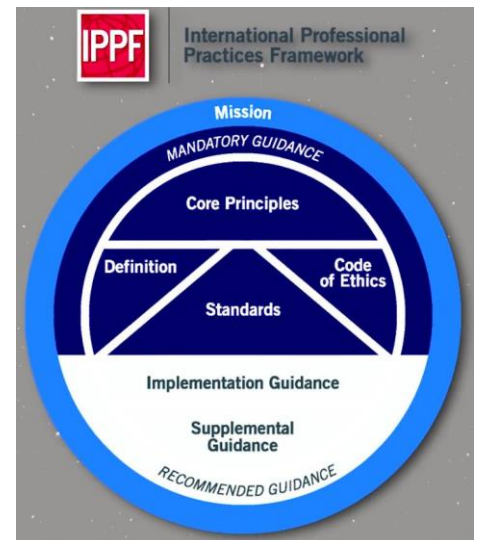 IPPF
International Professional
Practices Framework
Mission
MANDATORY GUIDANCE
Core Principles
Definition
Code
of Ethics
Standards
Implementation Guidance
Supplemental
Guidance
RECOMMENDED GUIDANCE